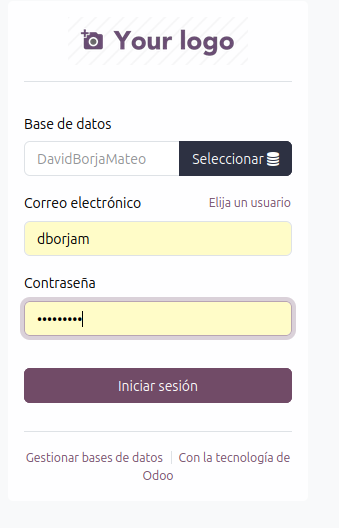 Your logo
Base de datos
DavidBorjaMateo Seleccionar
Correo electrónico Elija un usuario
dborjam
Contraseña
•••••••••
Iniciar sesión
Gestionar bases de datos | Con la tecnología de
Odoo